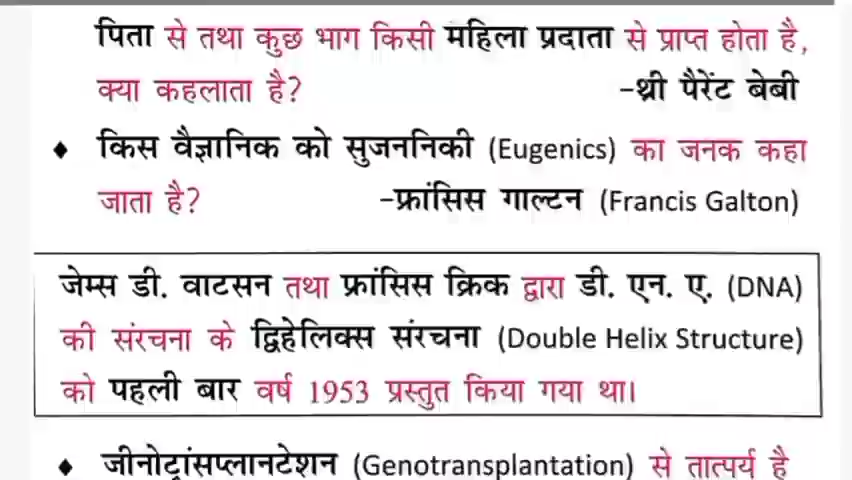 पिता से तथा कुछ भाग किसी महिला प्रदाता से प्राप्त होता है,
क्या कहलाता है? -थ्री पैरेंट बेबी
♦ किस वैज्ञानिक को सुजननिकी (Eugenics) का जनक कहा
जाता है? -फ्रांसिस गाल्टन (Francis Galton)
जेम्स डी. वाटसन तथा फ्रांसिस क्रिक द्वारा डी. एन. ए. (DNA)
की संरचना के द्विहेलिक्स संरचना (Double Helix Structure)
को पहली बार वर्ष 1953 प्रस्तुत किया गया था।
♦ जीनोट्रांसप्लानटेशन (Genotransplantation) से तात्पर्य है